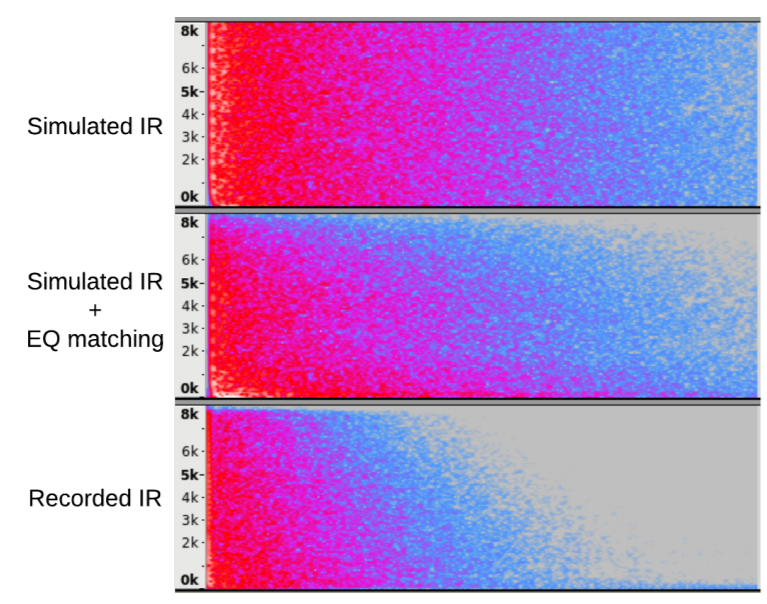 Simulated IR
8k
6k
5k
4k
3k
2k
0k
Simulated IR
+
EQ matching
8k
6k
5k
4k
3k
2k
0k
Recorded IR
8k
6k
5k
4k
3k
2k
0k